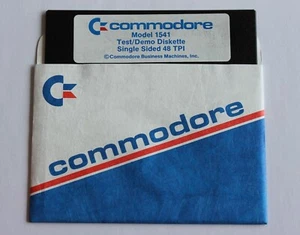 commodore
Model 1541
Test/Demo Diskette
Single Sided 48 TPI
©Commodore Business Machines, Inc.
commodore